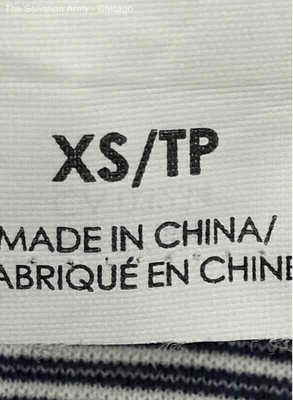 The Salvation Army - Chicago
XS/TP
MADE IN CHINA/
ABRIQUÉ EN CHINE